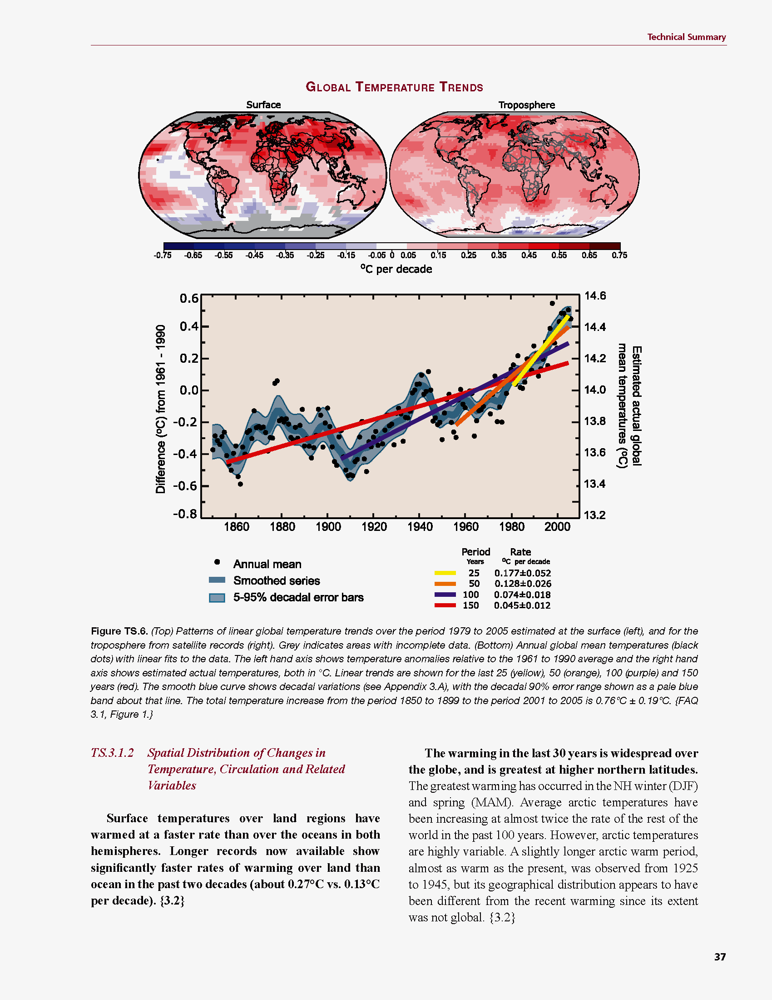 Technical Summary
Global Temperature Trends
Surface
Troposphere
-0.75 -0.65 -0.55 -0.45 -0.35 -0.25 -0.15 -0.05 0 0.05 0.15 0.25 0.35 0.45 0.55 0.65 0.75
ºC per decade
Difference (ºC) from 1961 - 1990
0.6
0.4
0.2
0.0
-0.2
-0.4
-0.6
-0.8
14.6
14.4
14.2
14.0
13.8
13.6
13.4
13.2
Estimated actual global
mean temperatures (ºC)
1860 1880 1900 1920 1940 1960 1980 2000
Annual mean
Smoothed series
5-95% decadal error bars
Period Rate
Years ºC per decade
25 0.177±0.052
50 0.128±0.026
100 0.074±0.018
150 0.045±0.012
Figure TS.6. (Top) Patterns of linear global temperature trends over the period 1979 to 2005 estimated at the surface (left), and for the
troposphere from satellite records (right). Grey indicates areas with incomplete data. (Bottom) Annual global mean temperatures (black
dots) with linear fits to the data. The left hand axis shows temperature anomalies relative to the 1961 to 1990 average and the right hand
axis shows estimated actual temperatures, both in °C. Linear trends are shown for the last 25 (yellow), 50 (orange), 100 (purple) and 150
years (red). The smooth blue curve shows decadal variations (see Appendix 3.A), with the decadal 90% error range shown as a pale blue
band about that line. The total temperature increase from the period 1850 to 1899 to the period 2001 to 2005 is 0.76°C ± 0.19°C. {FAQ
3.1, Figure 1.}
TS.3.1.2 Spatial Distribution of Changes in
Temperature, Circulation and Related
Variables
Surface temperatures over land regions have
warmed at a faster rate than over the oceans in both
hemispheres. Longer records now available show
significantly faster rates of warming over land than
ocean in the past two decades (about 0.27°C vs. 0.13°C
per decade). {3.2}
The warming in the last 30 years is widespread over
the globe, and is greatest at higher northern latitudes.
The greatest warming has occurred in the NH winter (DJF)
and spring (MAM). Average arctic temperatures have
been increasing at almost twice the rate of the rest of the
world in the past 100 years. However, arctic temperatures
are highly variable. A slightly longer arctic warm period,
almost as warm as the present, was observed from 1925
to 1945, but its geographical distribution appears to have
been different from the recent warming since its extent
was not global. {3.2}
37